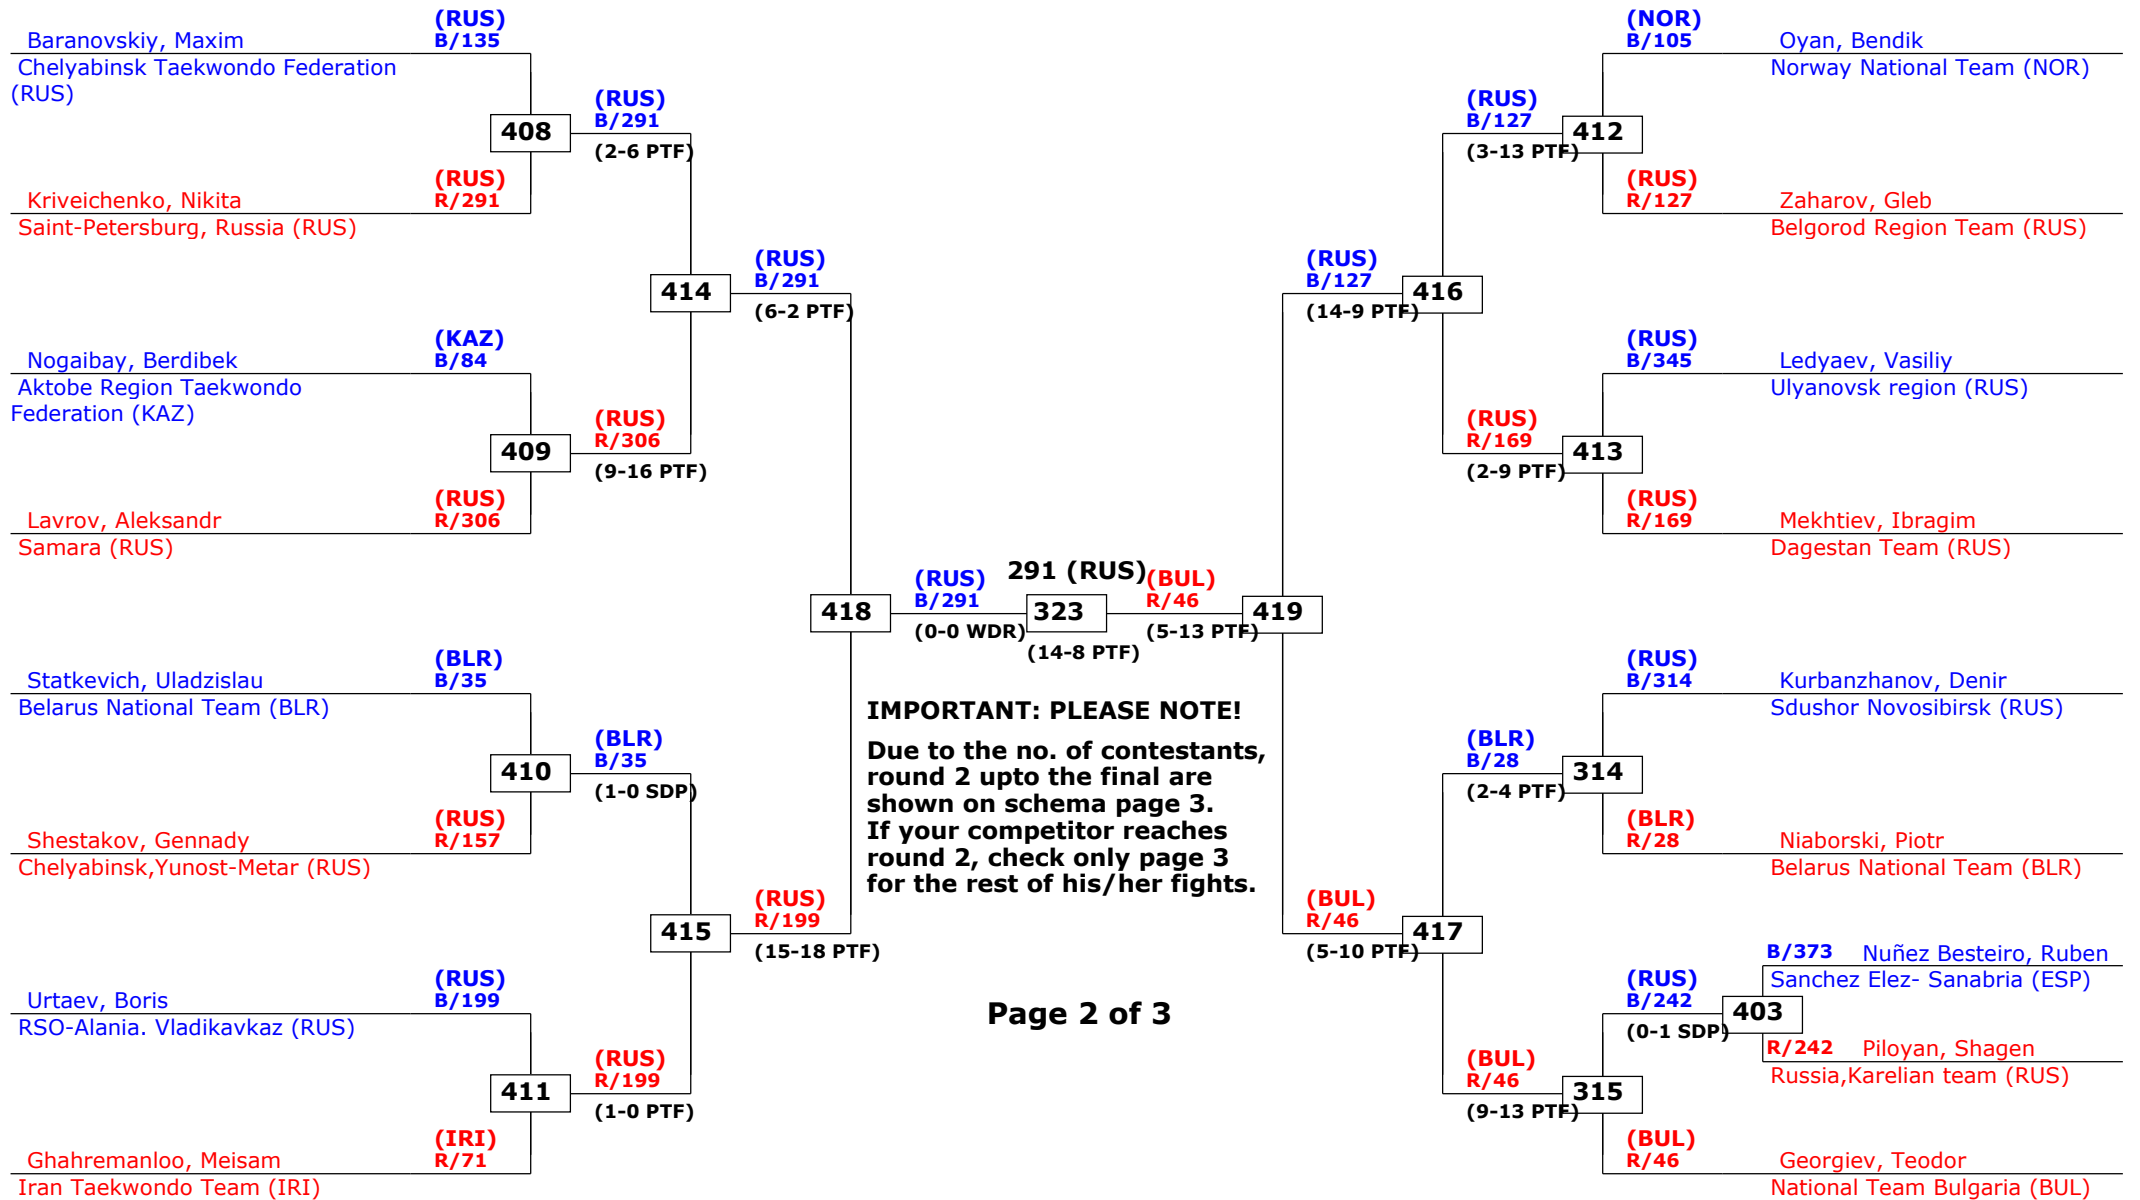 (RUS)
Baranovskiy, Maxim B/135
Chelyabinsk Taekwondo Federation
(RUS)
(RUS)
B/291
408
(2-6 PTF)
(RUS)
Kriveichenko, Nikita R/291
Saint-Petersburg, Russia (RUS)
(RUS)
B/291
414
(6-2 PTF)
(KAZ)
Nogaibay, Berdibek B/84
Aktobe Region Taekwondo
Federation (KAZ)
(RUS)
R/306
409
(9-16 PTF)
(RUS)
Lavrov, Aleksandr R/306
Samara (RUS)
(RUS)
B/291
418
(0-0 WDR)
(BLR)
Statkevich, Uladzislau B/35
Belarus National Team (BLR)
(BLR)
B/35
410
(1-0 SDP)
(RUS)
Shestakov, Gennady R/157
Chelyabinsk,Yunost-Metar (RUS)
(RUS)
R/199
415
(15-18 PTF)
(RUS)
Urtaev, Boris B/199
RSO-Alania. Vladikavkaz (RUS)
(RUS)
R/199
411
(1-0 PTF)
(IRI)
Ghahremanloo, Meisam R/71
Iran Taekwondo Team (IRI)
291 (RUS)
323
(14-8 PTF)
IMPORTANT: PLEASE NOTE!
Due to the no. of contestants,
round 2 upto the final are
shown on schema page 3.
If your competitor reaches
round 2, check only page 3
for the rest of his/her fights.
Page 2 of 3
(NOR)
B/105 Oyan, Bendik
Norway National Team (NOR)
(RUS)
B/127
412
(3-13 PTF)
(RUS)
R/127 Zaharov, Gleb
Belgorod Region Team (RUS)
(RUS)
B/127
416
(14-9 PTF)
(RUS)
B/345 Ledyaev, Vasiliy
Ulyanovsk region (RUS)
(RUS)
R/169
413
(2-9 PTF)
(RUS)
R/169 Mekhtiev, Ibragim
Dagestan Team (RUS)
(BUL)
R/46
419
(5-13 PTF)
(RUS)
B/314 Kurbanzhanov, Denir
Sdushor Novosibirsk (RUS)
(BLR)
B/28
314
(2-4 PTF)
(BLR)
R/28 Niaborski, Piotr
Belarus National Team (BLR)
(BUL)
R/46
417
(5-10 PTF)
B/373 Nuñez Besteiro, Ruben
Sanchez Elez- Sanabria (ESP)
(RUS)
B/242
403
(0-1 SDP)
R/242 Piloyan, Shagen
Russia,Karelian team (RUS)
(BUL)
R/46
315
(9-13 PTF)
(BUL)
R/46 Georgiev, Teodor
National Team Bulgaria (BUL)